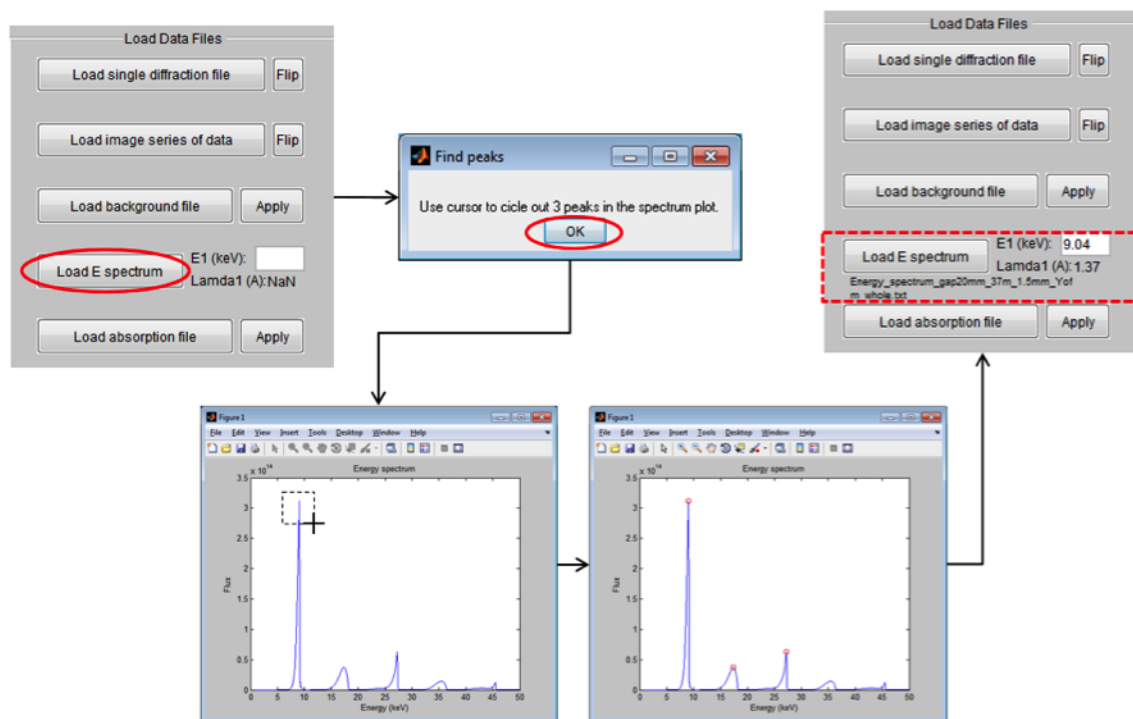 Load Data Files
Load single diffraction file Flip
Load image series of data Flip
Load background file Apply
Load E spectrum E1 (keV):
Lamda1 (A): NaN
Load absorption file Apply
Find peaks
Use cursor to cicle out 3 peaks in the spectrum plot.
OK
Load Data Files
Load single diffraction file Flip
Load image series of data Flip
Load background file Apply
Load E spectrum E1 (keV): 9.04
Lamda1 (A): 1.37
Energy_spectrum_gap20mm_37m_1.5mm_Yof
m_whole.txt
Load absorption file Apply
Figure 1
File Edit View Insert Tools Desktop Window Help
Energy spectrum
x 10^14
3.5
3
2.5
2
1.5
1
0.5
0
Flux
0 5 10 15 20 25 30 35 40 45 50
Energy (keV)
Figure 1
File Edit View Insert Tools Desktop Window Help
Energy spectrum
x 10^14
3.5
3
2.5
2
1.5
1
0.5
0
Flux
0 5 10 15 20 25 30 35 40 45 50
Energy (keV)